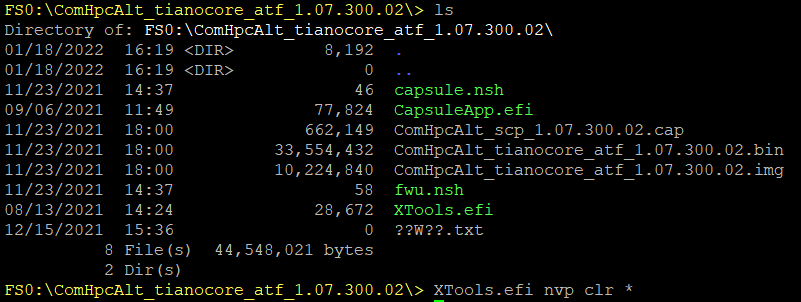 FS0:\ComHpcAlt_tianocore_atf_1.07.300.02\> ls
Directory of: FS0:\ComHpcAlt_tianocore_atf_1.07.300.02\
01/18/2022  16:19 <DIR>         8,192  .
01/18/2022  16:19 <DIR>             0  ..
11/23/2021  14:37                  46  capsule.nsh
09/06/2021  11:49              77,824  CapsuleApp.efi
11/23/2021  18:00             662,149  ComHpcAlt_scp_1.07.300.02.cap
11/23/2021  18:00          33,554,432  ComHpcAlt_tianocore_atf_1.07.300.02.bin
11/23/2021  18:00          10,224,840  ComHpcAlt_tianocore_atf_1.07.300.02.img
11/23/2021  14:37                  58  fwu.nsh
08/13/2021  14:24              28,672  XTools.efi
12/15/2021  15:36                   0  ??W??.txt
8 File(s)  44,548,021 bytes
2 Dir(s)
FS0:\ComHpcAlt_tianocore_atf_1.07.300.02\> XTools.efi nvp clr *